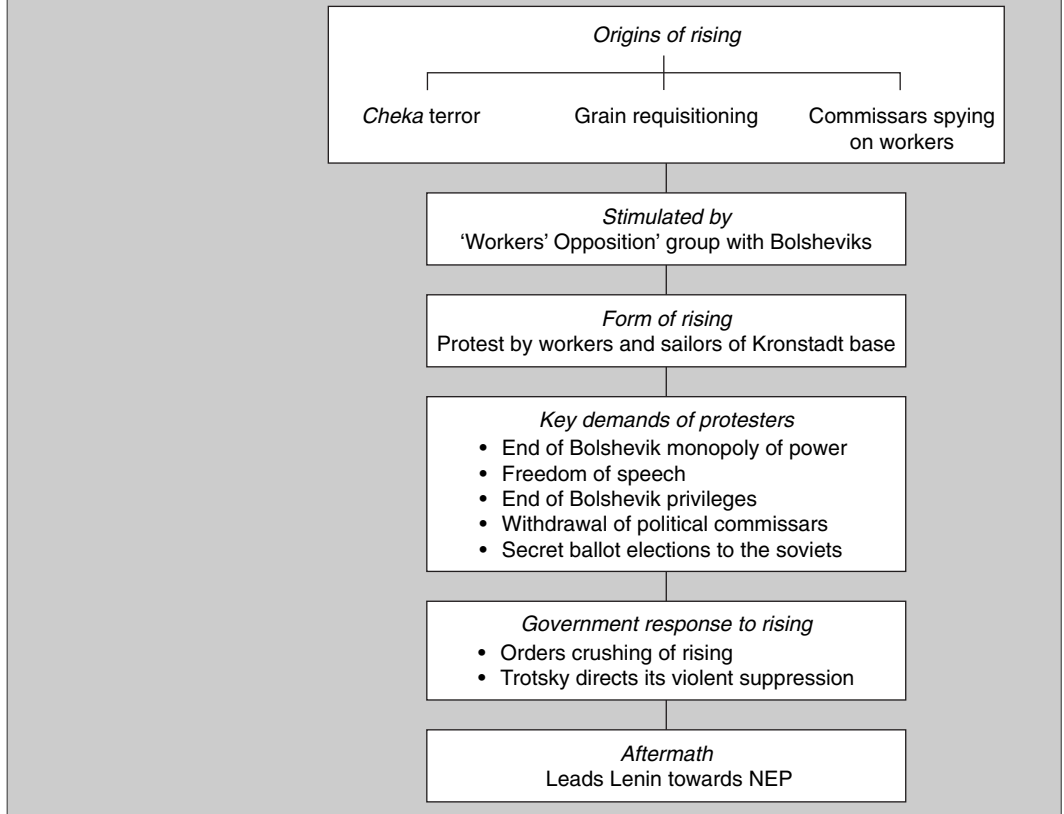 Origins of rising
Cheka terror
Grain requisitioning
Commissars spying
on workers
Stimulated by
‘Workers’ Opposition’ group with Bolsheviks
Form of rising
Protest by workers and sailors of Kronstadt base
Key demands of protesters
• End of Bolshevik monopoly of power
• Freedom of speech
• End of Bolshevik privileges
• Withdrawal of political commissars
• Secret ballot elections to the soviets
Government response to rising
• Orders crushing of rising
• Trotsky directs its violent suppression
Aftermath
Leads Lenin towards NEP